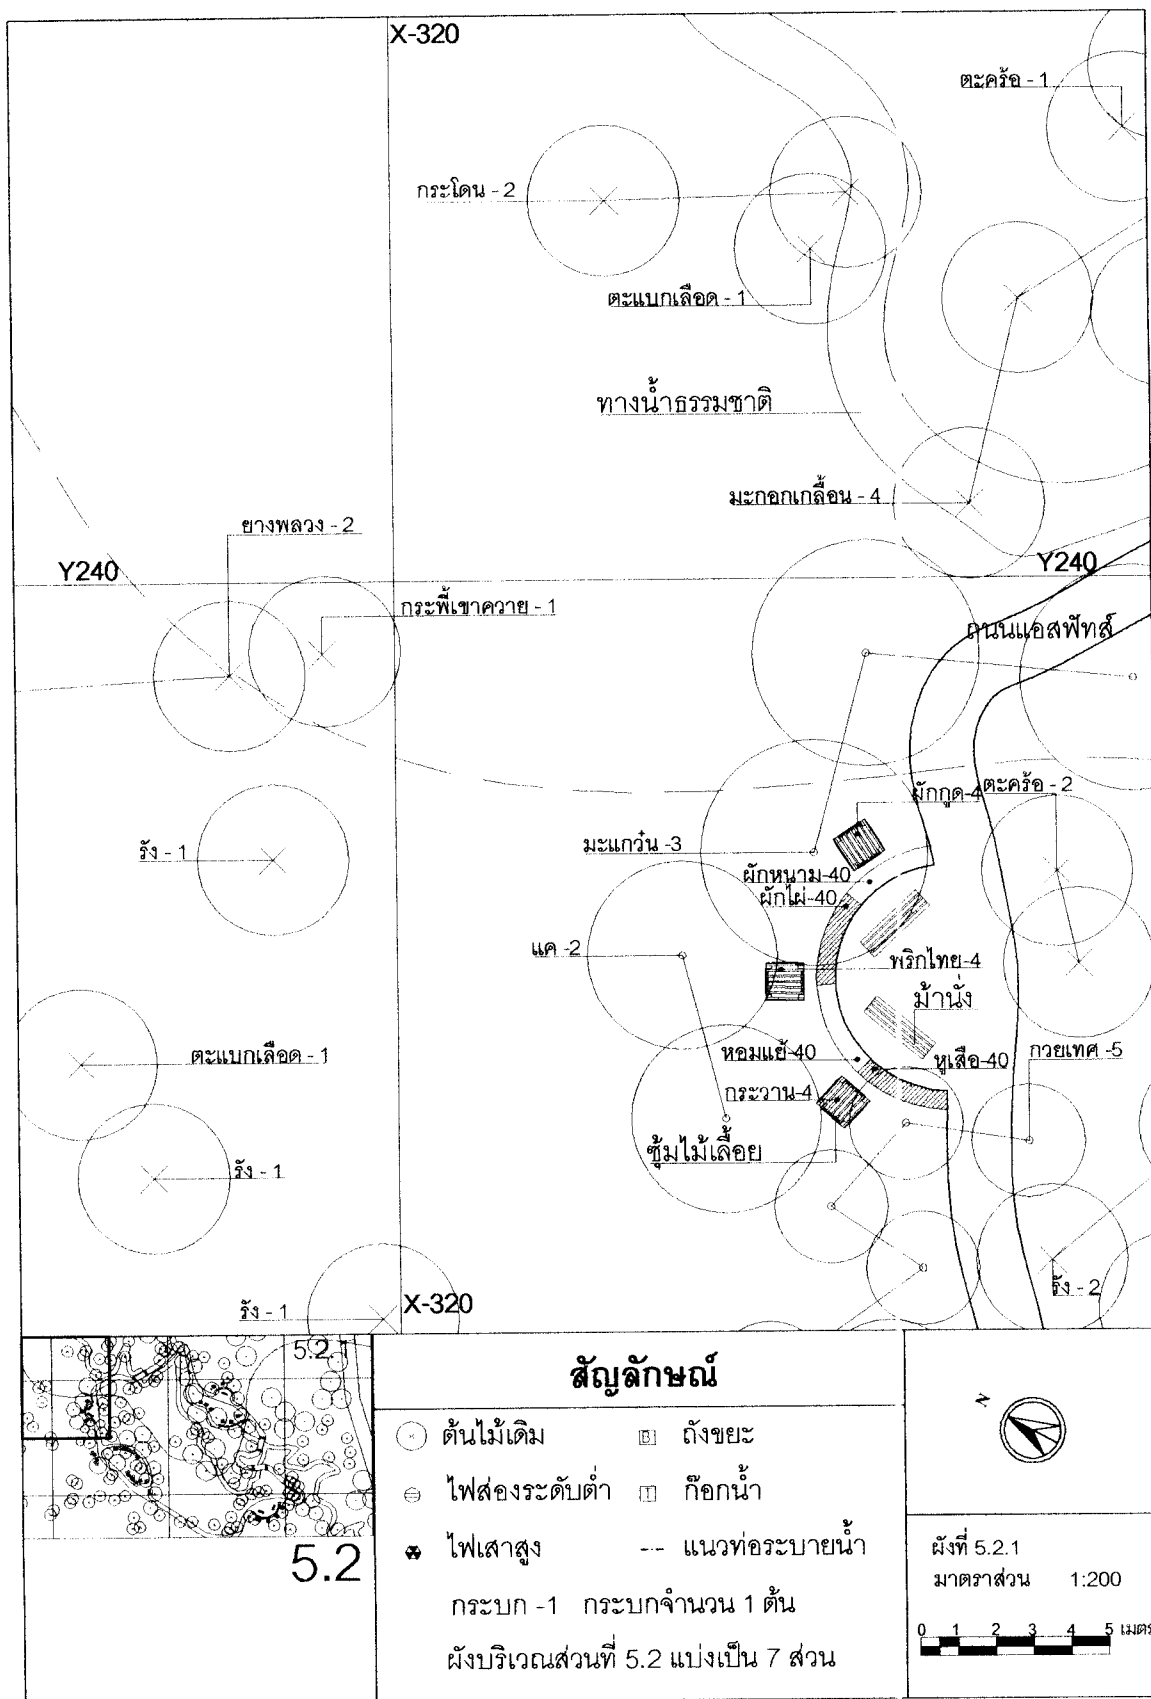 X-320
ตะคร้อ - 1
กระโดน - 2
ตะแบกเลือด - 1
ทางน้ำธรรมชาติ
มะกอกเกลื้อน - 4
ยางพลวง - 2
Y240
Y240
กระพี้เขาควาย - 1
ถนนแอสฟัทส์
ผักกูด-4
ตะคร้อ - 2
รัง - 1
มะแกว๋น -3
ผักหนาม-40
ผักไผ่-40
แค -2
พริกไทย-4
ม้านั่ง
ตะแบกเลือด - 1
หอมแย้-40
หูเสือ-40
กวยเทศ -5
กระวาน-4
ซุ้มไม้เลื้อย
รัง - 1
รัง - 2
รัง - 1
X-320
5.2.1
5.2
สัญลักษณ์
ต้นไม้เดิม
ถังขยะ
ไฟส่องระดับต่ำ
ก๊อกน้ำ
ไฟเสาสูง
แนวท่อระบายน้ำ
กระบก -1 กระบกจำนวน 1 ต้น
ผังบริเวณส่วนที่ 5.2 แบ่งเป็น 7 ส่วน
N
ผังที่ 5.2.1
มาตราส่วน 1:200
0 1 2 3 4 5 เมตร